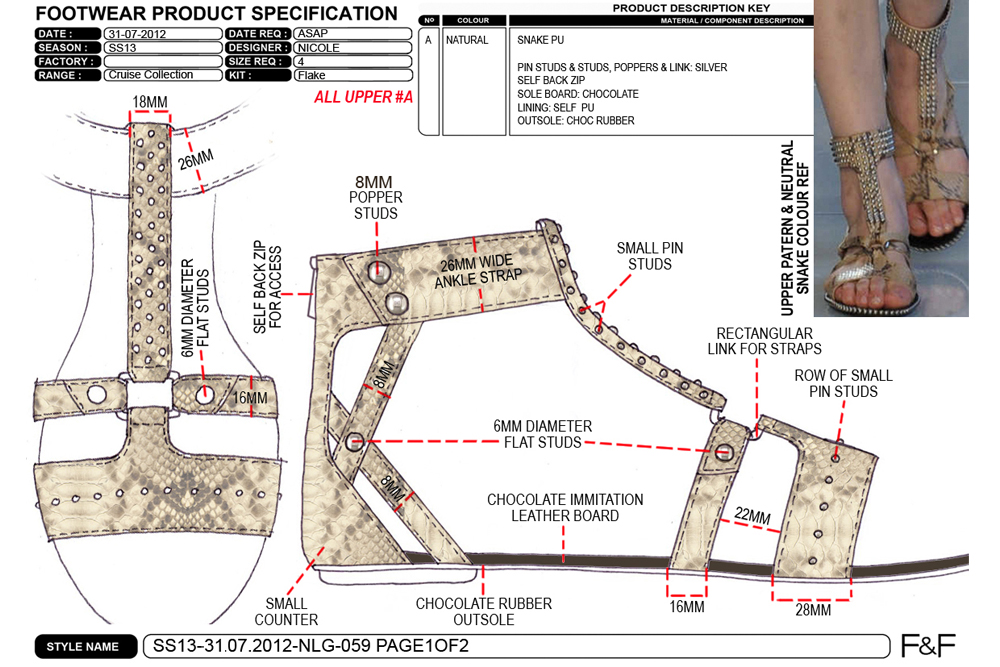 FOOTWEAR PRODUCT SPECIFICATION
DATE : 31-07-2012 DATE REQ : ASAP
SEASON : SS13 DESIGNER : NICOLE
FACTORY : SIZE REQ : 4
RANGE : Cruise Collection KIT : Flake
ALL UPPER #A
PRODUCT DESCRIPTION KEY
Nº COLOUR MATERIAL / COMPONENT DESCRIPTION
A NATURAL SNAKE PU
PIN STUDS & STUDS, POPPERS & LINK: SILVER
SELF BACK ZIP
SOLE BOARD: CHOCOLATE
LINING: SELF PU
OUTSOLE: CHOC RUBBER
UPPER PATTERN & NEUTRAL
SNAKE COLOUR REF
18MM
26MM
6MM DIAMETER
FLAT STUDS
16MM
SELF BACK ZIP
FOR ACCESS
8MM
POPPER
STUDS
26MM WIDE
ANKLE STRAP
SMALL PIN
STUDS
RECTANGULAR
LINK FOR STRAPS
ROW OF SMALL
PIN STUDS
8MM
6MM DIAMETER
FLAT STUDS
8MM
CHOCOLATE IMMITATION
LEATHER BOARD
22MM
SMALL
COUNTER
CHOCOLATE RUBBER
OUTSOLE
16MM
28MM
STYLE NAME SS13-31.07.2012-NLG-059 PAGE1OF2
F&F